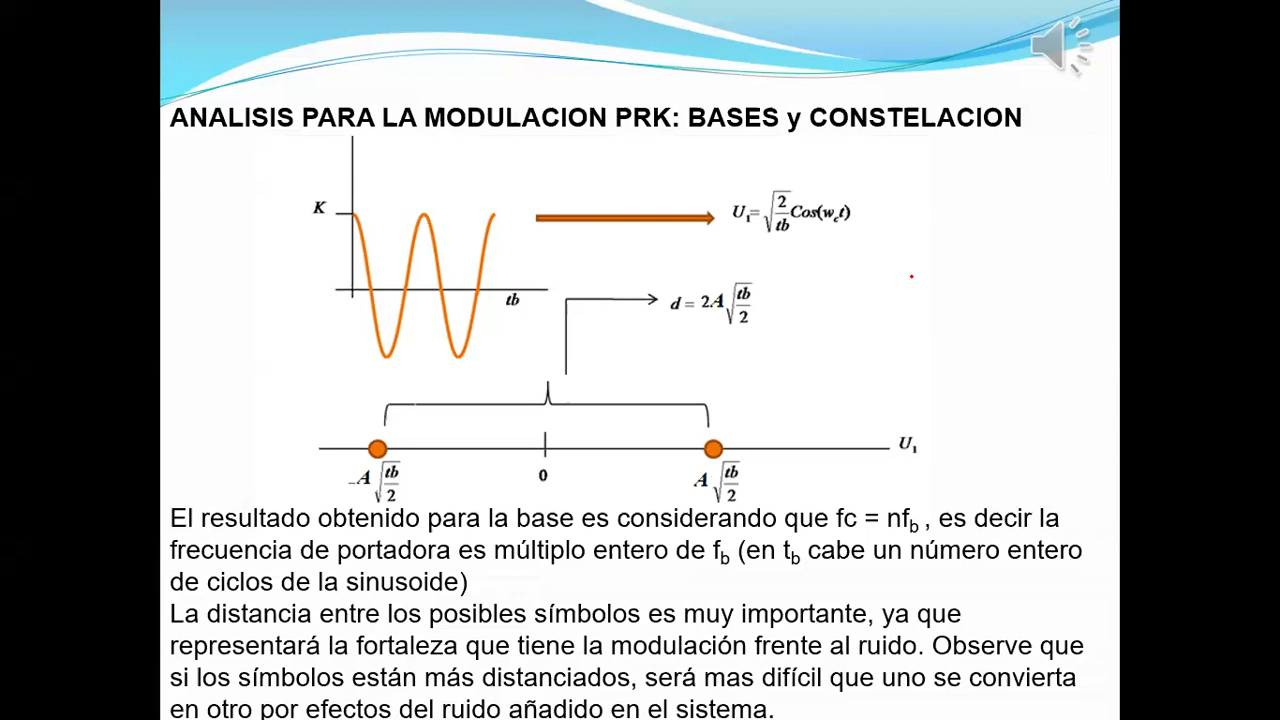 ANALISIS PARA LA MODULACION PRK: BASES y CONSTELACION
K
U₁=√(2/tb) Cos(w_c t)
tb
d = 2A √(tb/2)
U₁
-A √(tb/2)
0
A √(tb/2)
El resultado obtenido para la base es considerando que fc = nf_b , es decir la
frecuencia de portadora es múltiplo entero de f_b (en t_b cabe un número entero
de ciclos de la sinusoide)
La distancia entre los posibles símbolos es muy importante, ya que
representará la fortaleza que tiene la modulación frente al ruido. Observe que
si los símbolos están más distanciados, será mas difícil que uno se convierta
en otro por efectos del ruido añadido en el sistema.